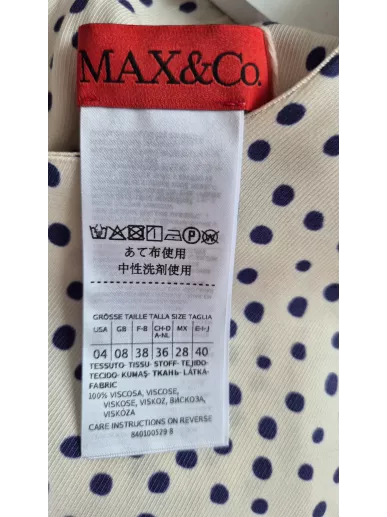 MAX&Co.
あて布使用
中性洗剤使用
GRÖSSE TAILLE TALLA SIZE TAGLIA
USA GB F-B CH-D A-NL MX E-I-J
04 08 38 36 28 40
TESSUTO-TISSU-STOFF-TEJIDO-
TECIDO-KUMAŞ-ТКАНЬ-LÁTKA-
FABRIC
100% VISCOSA, VISCOSE,
VISKOSE, VISKOZ, ВИСКОЗА,
VISKÓZA
CARE INSTRUCTIONS ON REVERSE
840100529 8